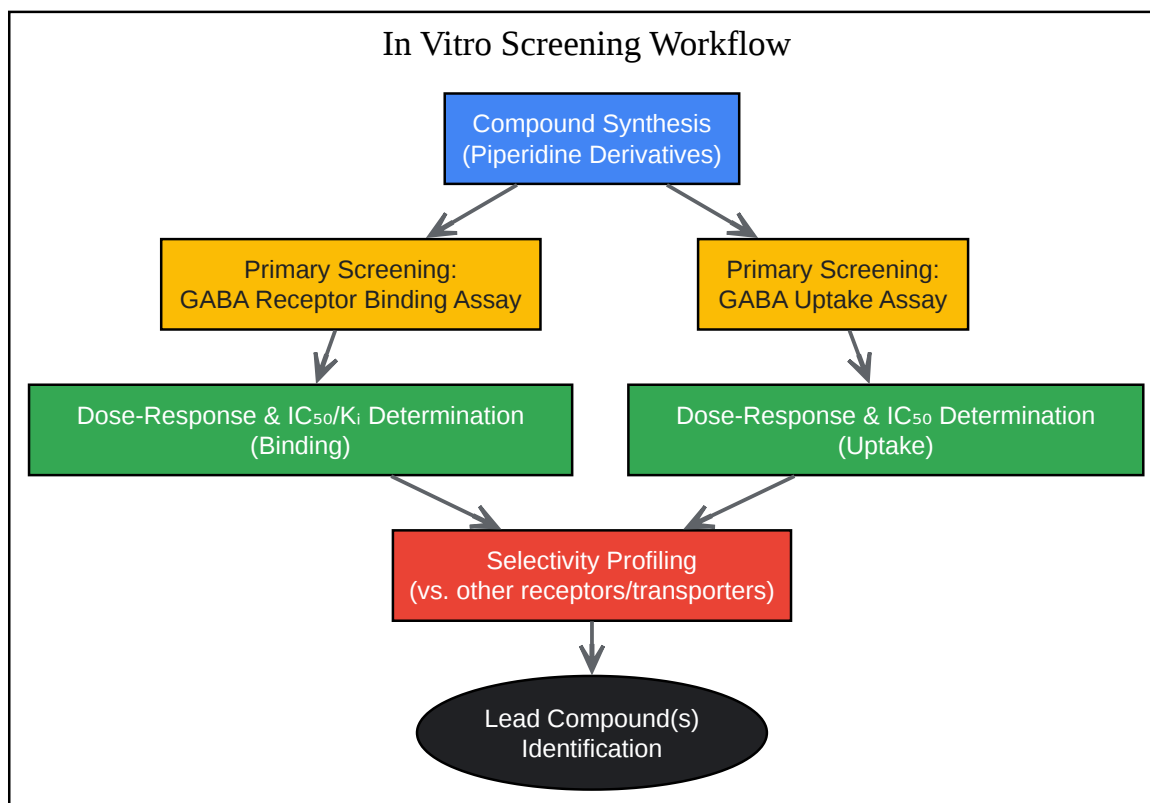 In Vitro Screening Workflow
Compound Synthesis
(Piperidine Derivatives)
Primary Screening:
GABA Receptor Binding Assay
Primary Screening:
GABA Uptake Assay
Dose-Response & IC₅₀/Kᵢ Determination
(Binding)
Dose-Response & IC₅₀ Determination
(Uptake)
Selectivity Profiling
(vs. other receptors/transporters)
Lead Compound(s)
Identification